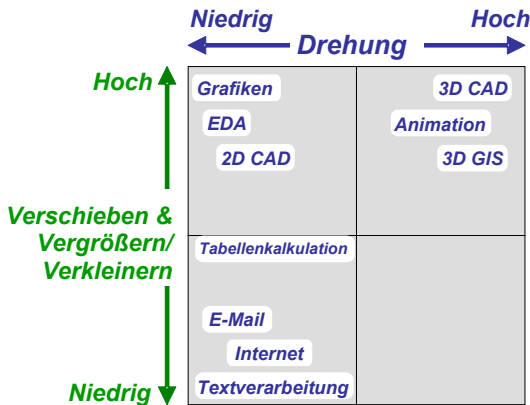 Niedrig Hoch
Drehung
Hoch
Grafiken 3D CAD
EDA Animation
2D CAD 3D GIS
Verschieben &
Vergrößern/
Verkleinern
Tabellenkalkulation
E-Mail
Internet
Niedrig Textverarbeitung